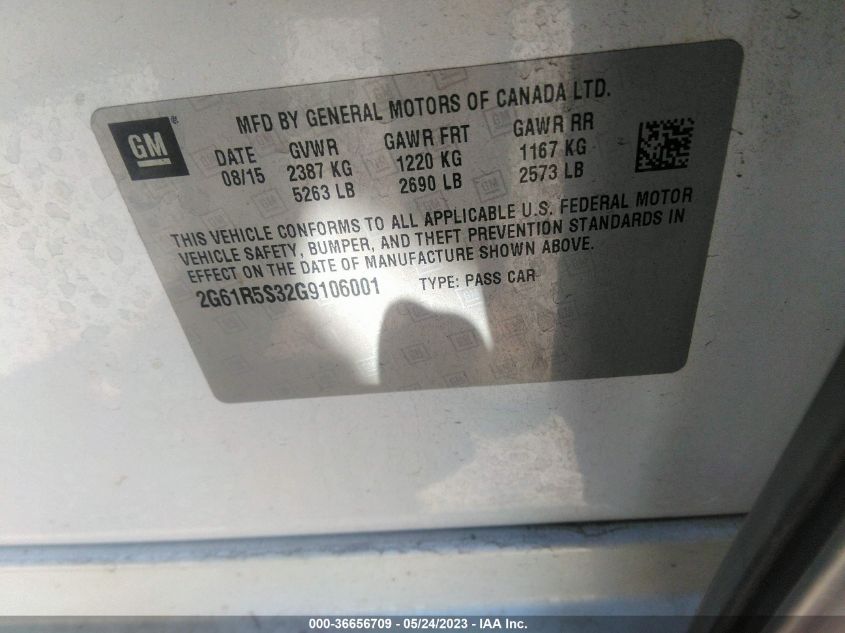 MFD BY GENERAL MOTORS OF CANADA LTD.
GM®
DATE GVWR GAWR FRT GAWR RR
08/15 2387 KG 1220 KG 1167 KG
5263 LB 2690 LB 2573 LB
THIS VEHICLE CONFORMS TO ALL APPLICABLE U.S. FEDERAL MOTOR
VEHICLE SAFETY, BUMPER, AND THEFT PREVENTION STANDARDS IN
EFFECT ON THE DATE OF MANUFACTURE SHOWN ABOVE.
2G61R5S32G9106001 TYPE: PASS CAR
000-36656709 - 05/24/2023 - IAA Inc.